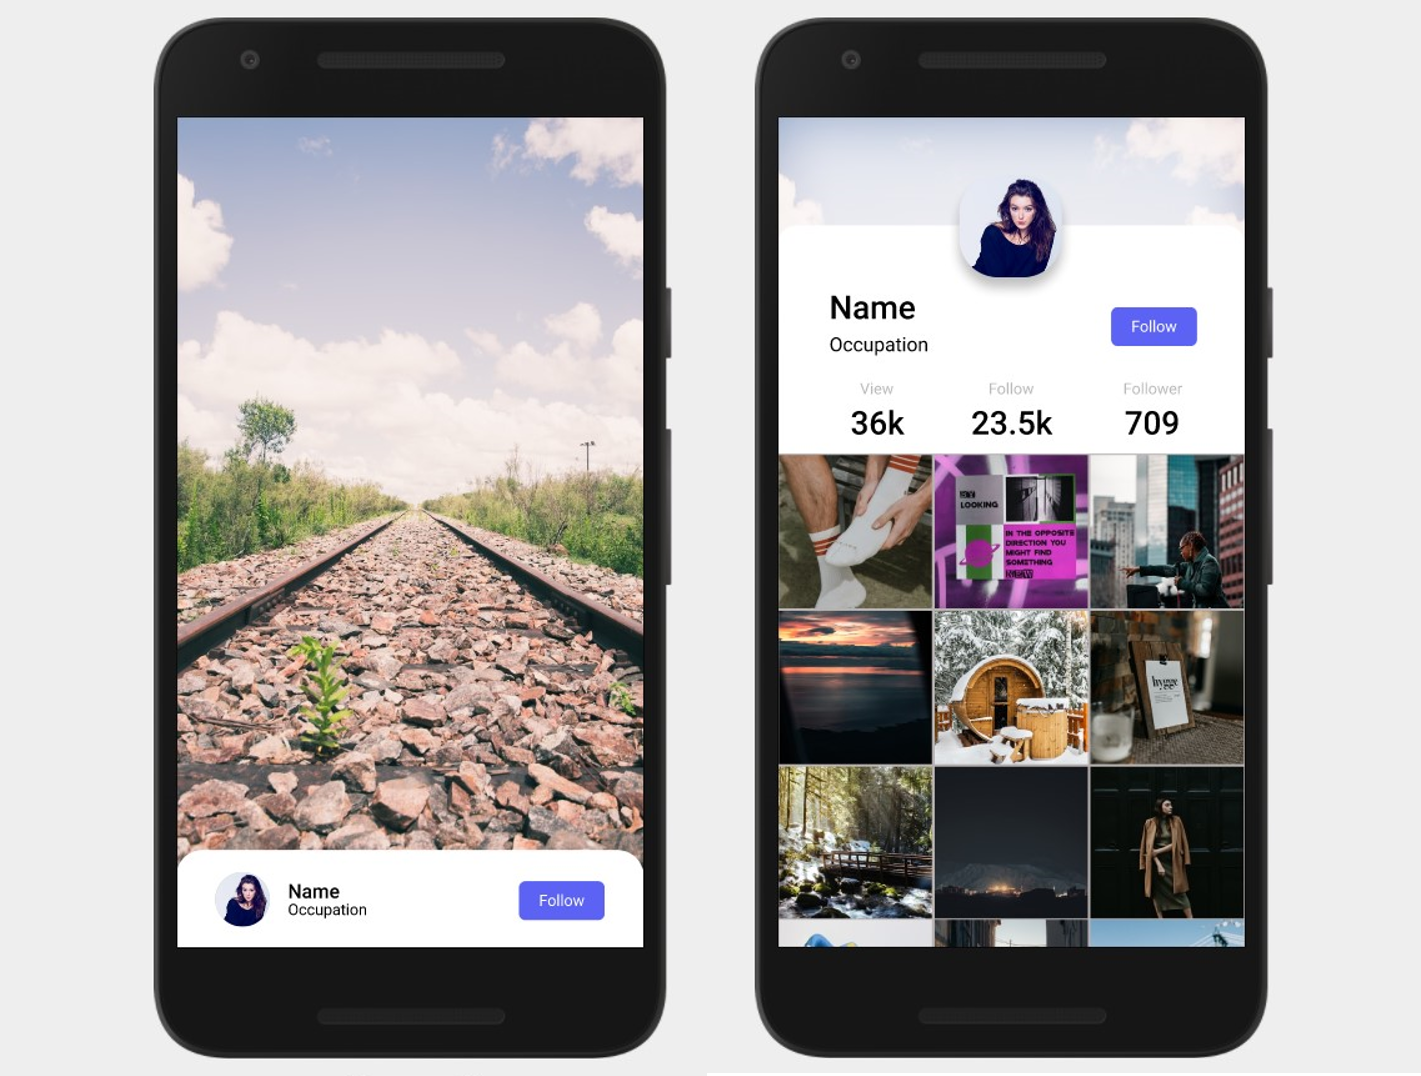 Name
Occupation
Follow
Name
Occupation
Follow
View
Follow
Follower
36k
23.5k
709
BY
LOOKING
IN THE OPPOSITE
DIRECTION YOU
MIGHT FIND
SOMETHING
NEW
hygge